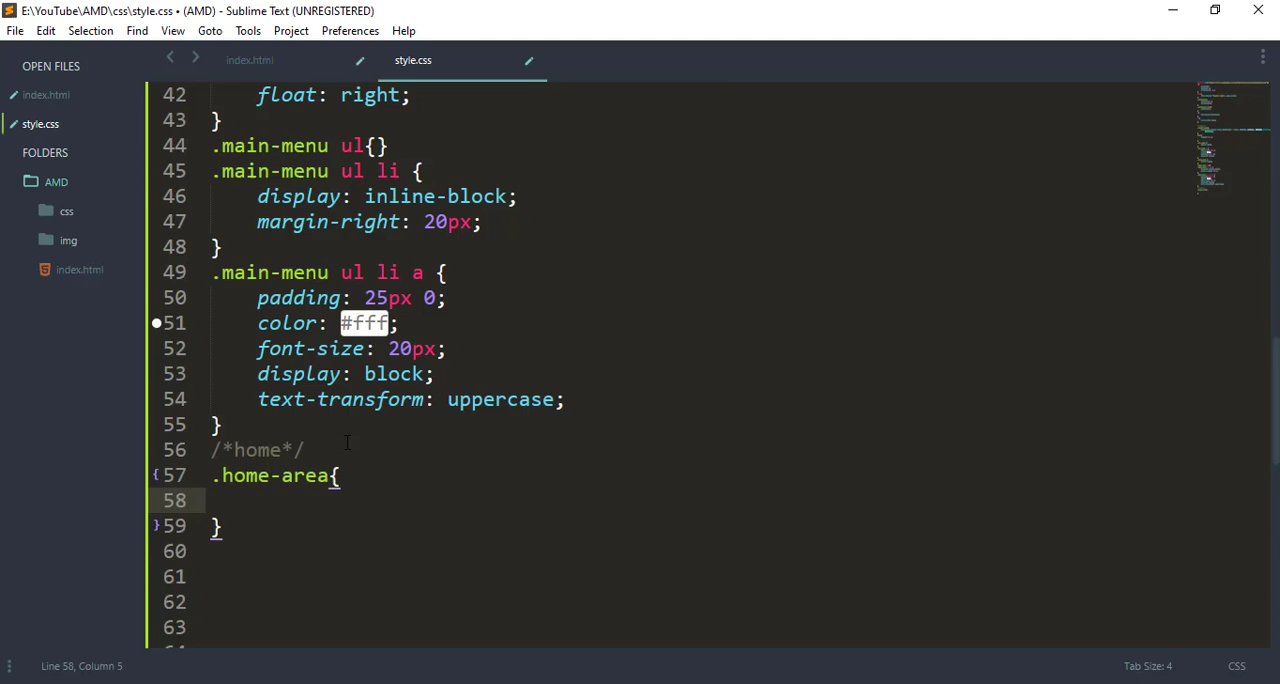 E:\YouTube\AMD\css\style.css • (AMD) - Sublime Text (UNREGISTERED)
File Edit Selection Find View Goto Tools Project Preferences Help
OPEN FILES
index.html
style.css
FOLDERS
AMD
css
img
index.html
index.html style.css
42 float: right;
43 }
44 .main-menu ul{}
45 .main-menu ul li {
46 display: inline-block;
47 margin-right: 20px;
48 }
49 .main-menu ul li a {
50 padding: 25px 0;
51 color: #fff;
52 font-size: 20px;
53 display: block;
54 text-transform: uppercase;
55 }
56 /*home*/
57 .home-area{
58
59 }
60
61
62
63
Line 58, Column 5 Tab Size: 4 CSS